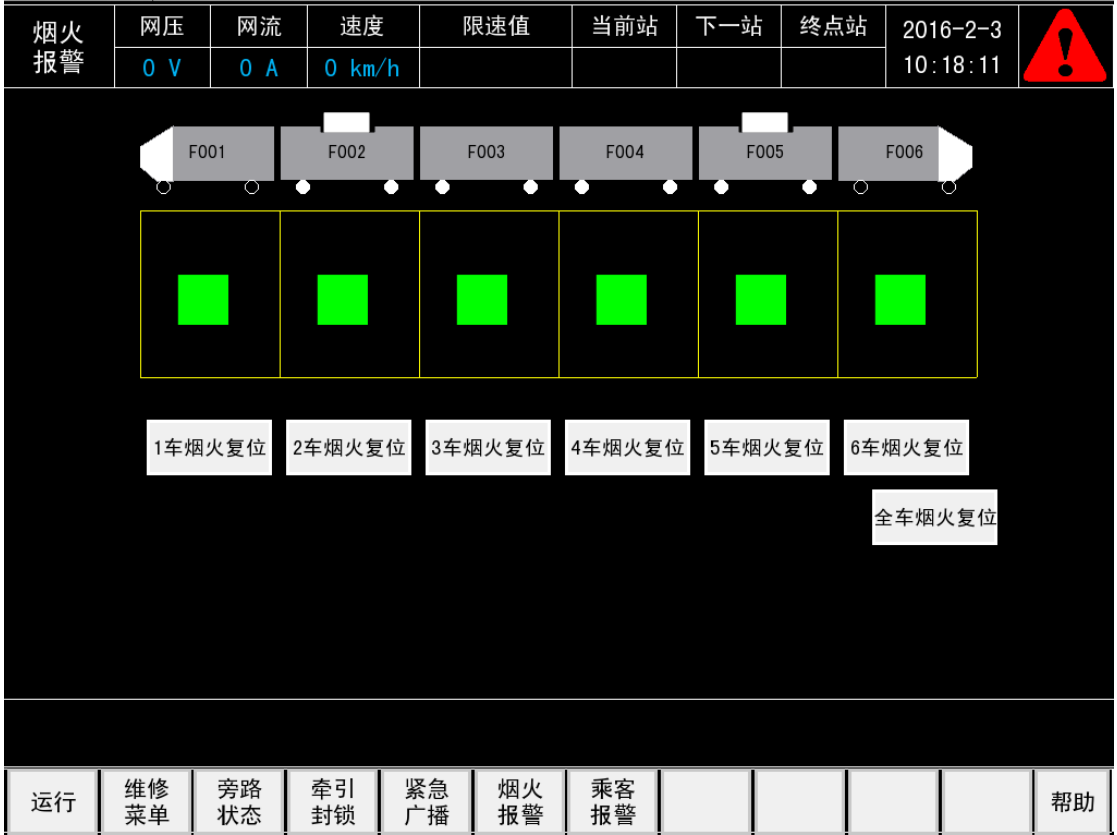 烟火
报警
网压 网流 速度 限速值 当前站 下一站 终点站
0 V 0 A 0 km/h
2016-2-3
10:18:11
F001 F002 F003 F004 F005 F006
1车烟火复位 2车烟火复位 3车烟火复位 4车烟火复位 5车烟火复位 6车烟火复位
全车烟火复位
运行 维修 旁路 牵引 紧急 烟火 乘客 帮助
菜单 状态 封锁 广播 报警 报警